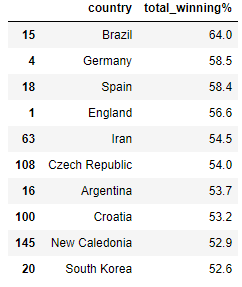 country total_winning%
15 Brazil 64.0
4 Germany 58.5
18 Spain 58.4
1 England 56.6
63 Iran 54.5
108 Czech Republic 54.0
16 Argentina 53.7
100 Croatia 53.2
145 New Caledonia 52.9
20 South Korea 52.6